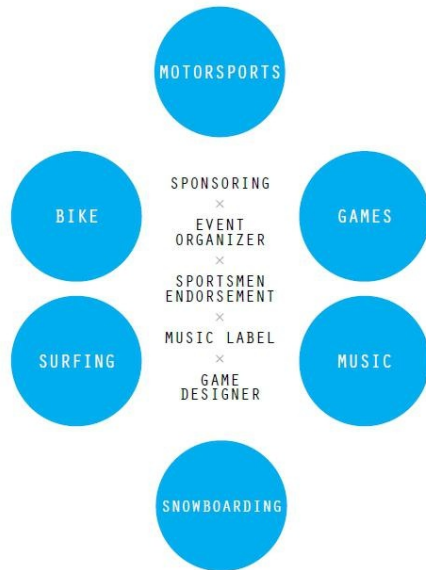 MOTORSPORTS
BIKE
SURFING
SPONSORING
×
EVENT
ORGANIZER
×
SPORTSMEN
ENDORSEMENT
×
MUSIC LABEL
×
GAME
DESIGNER
GAMES
MUSIC
SNOWBOARDING